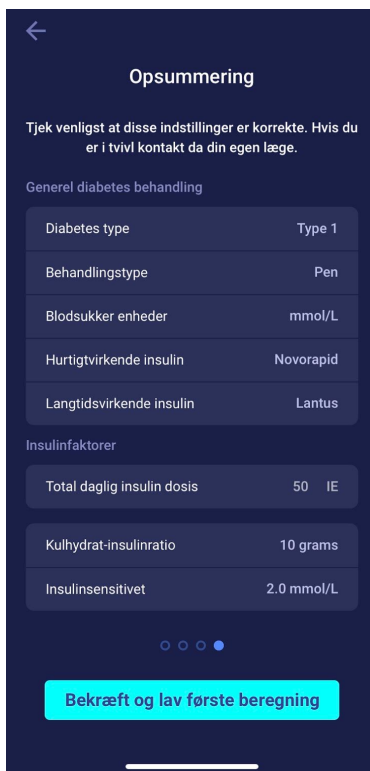 Opsummering
Tjek venligst at disse indstillinger er korrekte. Hvis du
er i tvivl kontakt da din egen læge.
Generel diabetes behandling
Diabetes type Type 1
Behandlingstype Pen
Blodsukker enheder mmol/L
Hurtigtvirkende insulin Novorapid
Langtidsvirkende insulin Lantus
Insulinfaktorer
Total daglig insulin dosis 50 IE
Kulhydrat-insulinratio 10 grams
Insulinsensitivet 2.0 mmol/L
Bekræft og lav første beregning